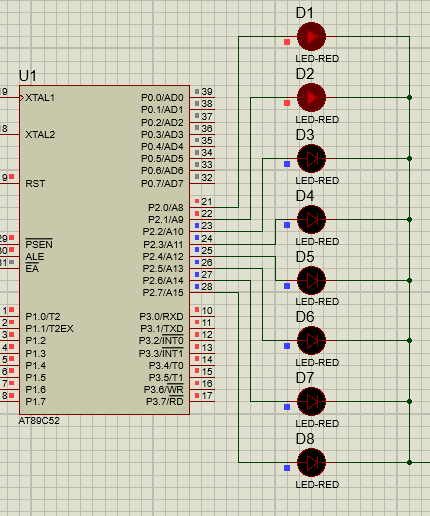 U1
19 XTAL1
18 XTAL2
9 RST
29 PSEN
30 ALE
31 EA
1 P1.0/T2
2 P1.1/T2EX
3 P1.2
4 P1.3
5 P1.4
6 P1.5
7 P1.6
8 P1.7
P0.0/AD0 39
P0.1/AD1 38
P0.2/AD2 37
P0.3/AD3 36
P0.4/AD4 35
P0.5/AD5 34
P0.6/AD6 33
P0.7/AD7 32
P2.0/A8 21
P2.1/A9 22
P2.2/A10 23
P2.3/A11 24
P2.4/A12 25
P2.5/A13 26
P2.6/A14 27
P2.7/A15 28
P3.0/RXD 10
P3.1/TXD 11
P3.2/INT0 12
P3.3/INT1 13
P3.4/T0 14
P3.5/T1 15
P3.6/WR 16
P3.7/RD 17
AT89C52
D1
LED-RED
D2
LED-RED
D3
LED-RED
D4
LED-RED
D5
LED-RED
D6
LED-RED
D7
LED-RED
D8
LED-RED